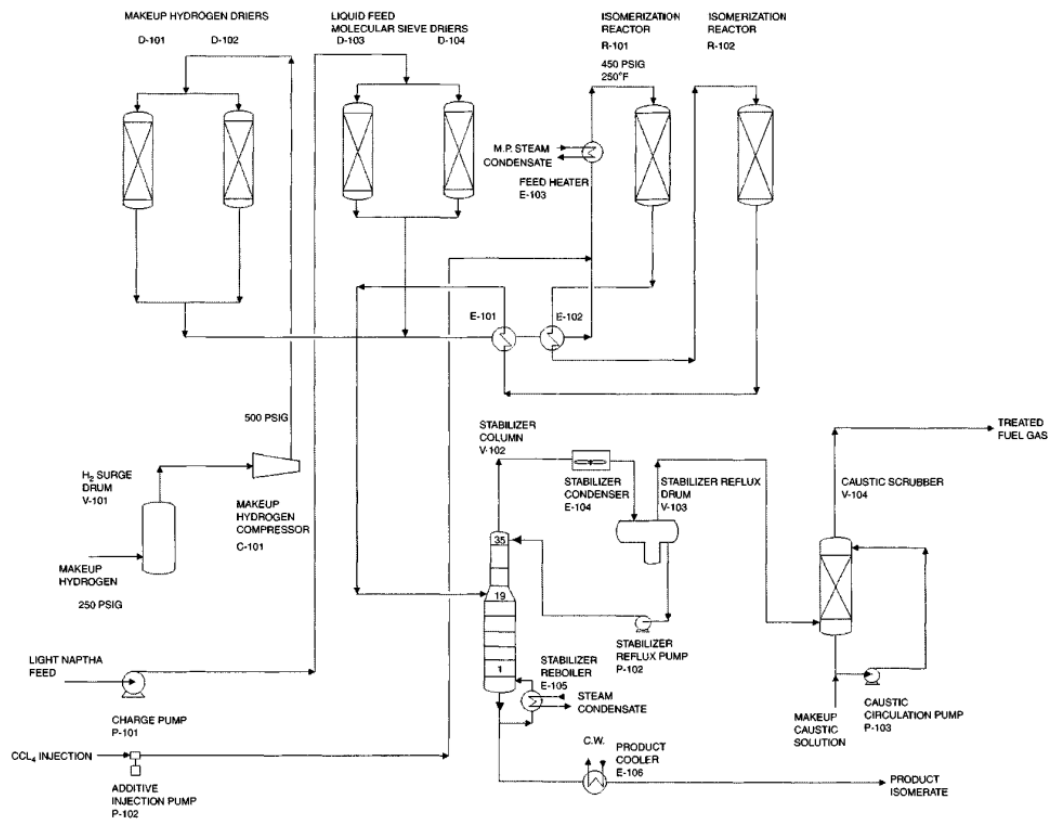 MAKEUP HYDROGEN DRIERS
D-101
D-102
LIQUID FEED
MOLECULAR SIEVE DRIERS
D-103
D-104
ISOMERIZATION
REACTOR
R-101
450 PSIG
250°F
ISOMERIZATION
REACTOR
R-102
M.P. STEAM
CONDENSATE
FEED HEATER
E-103
E-101
E-102
500 PSIG
H2 SURGE
DRUM
V-101
MAKEUP
HYDROGEN
COMPRESSOR
C-101
MAKEUP
HYDROGEN
250 PSIG
LIGHT NAPTHA
FEED
CHARGE PUMP
P-101
CCL4 INJECTION
ADDITIVE
INJECTION PUMP
P-102
STABILIZER
COLUMN
V-102
STABILIZER
CONDENSER
E-104
STABILIZER REFLUX
DRUM
V-103
35
19
1
STABILIZER
REFLUX PUMP
P-102
STABILIZER
REBOILER
E-105
STEAM
CONDENSATE
C.W.
PRODUCT
COOLER
E-106
TREATED
FUEL GAS
CAUSTIC SCRUBBER
V-104
MAKEUP
CAUSTIC
SOLUTION
CAUSTIC
CIRCULATION PUMP
P-103
PRODUCT
ISOMERATE